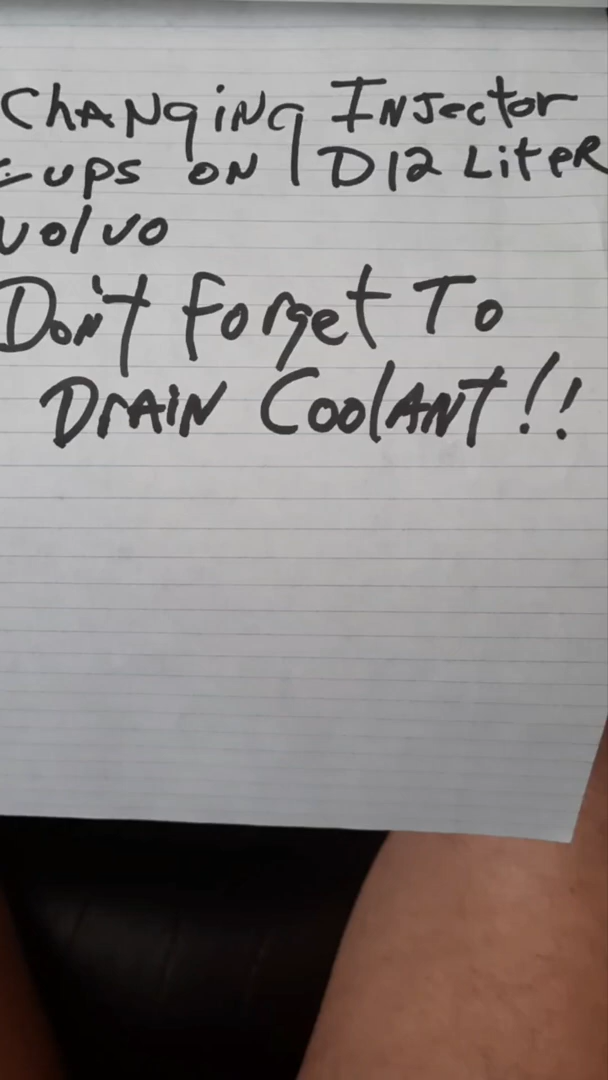 Changing Injector
cups on D12 Liter
Volvo
Don't Forget To
Drain Coolant!!